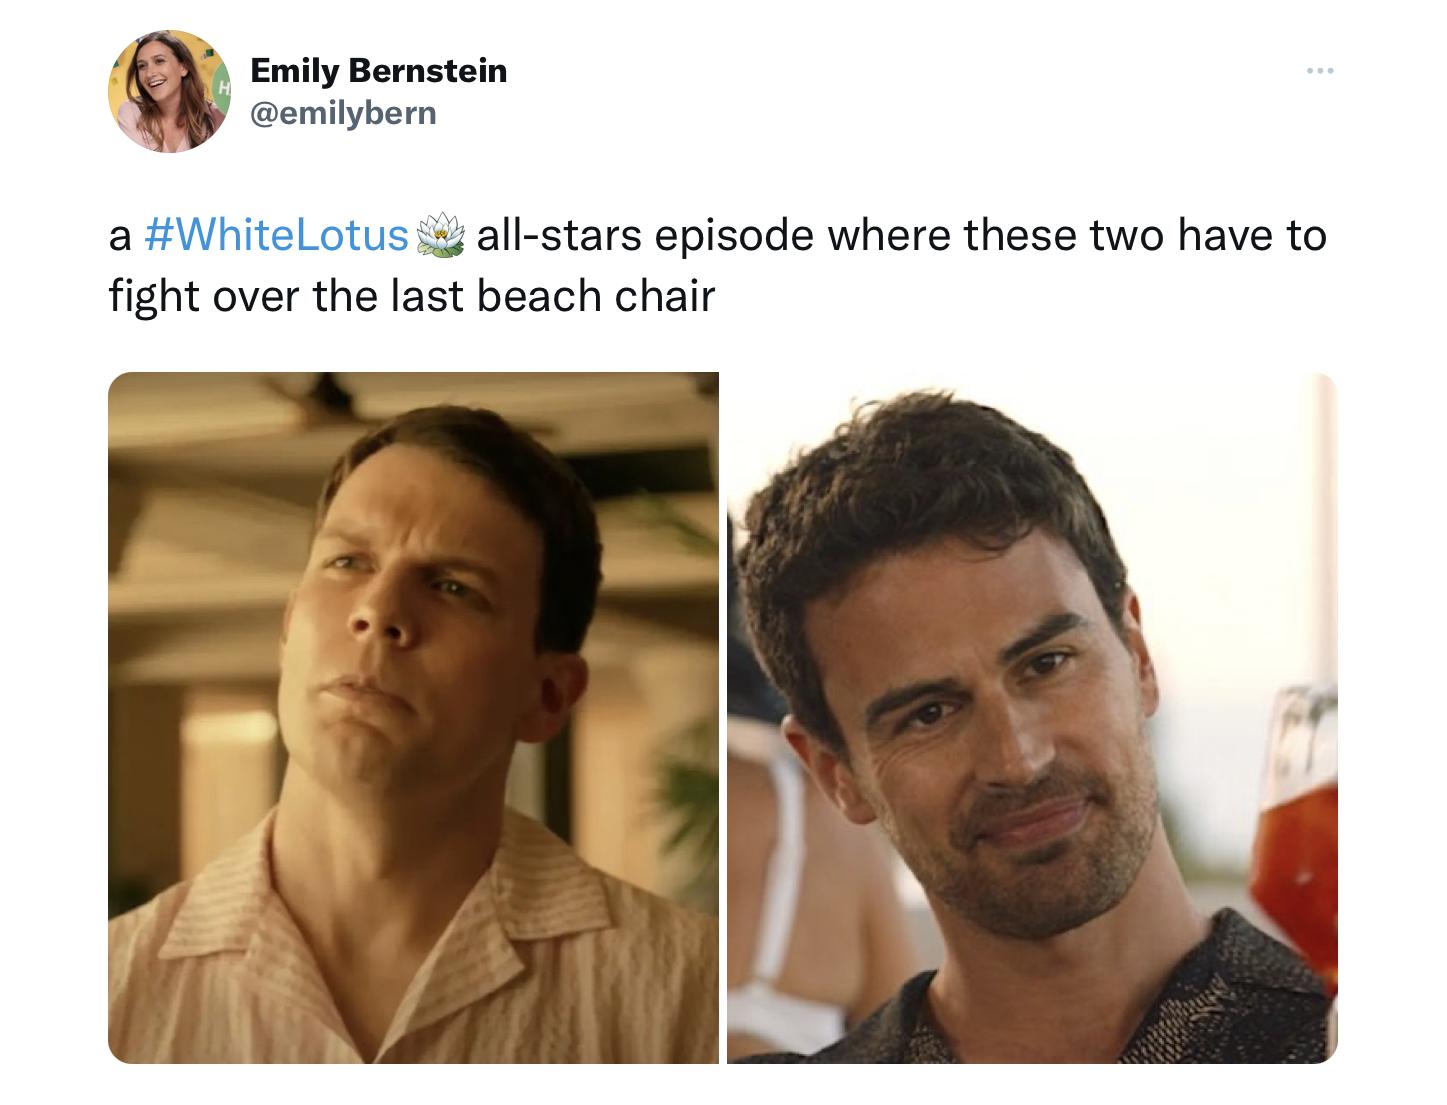 Emily Bernstein
@emilybern
a #WhiteLotus all-stars episode where these two have to
fight over the last beach chair